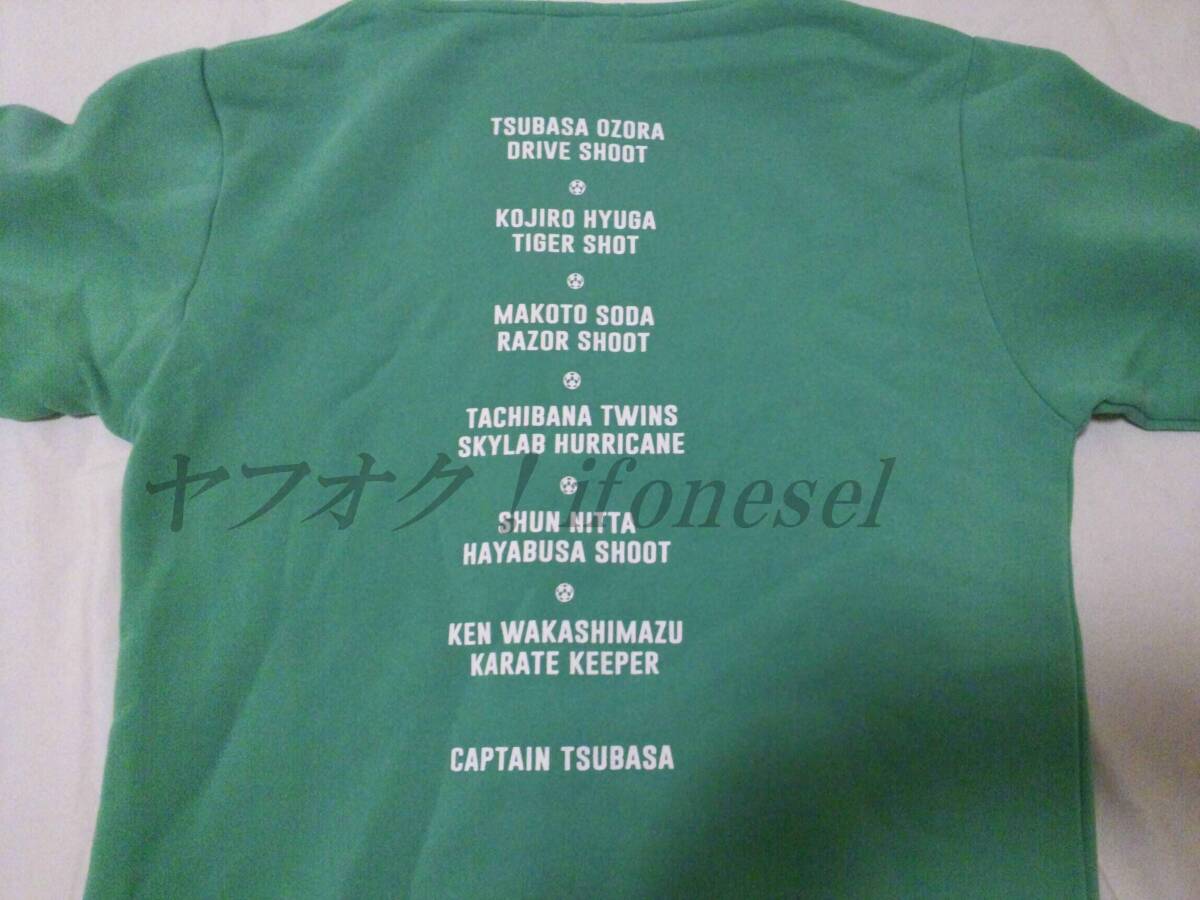 TSUBASA OZORA
DRIVE SHOOT
KOJIRO HYUGA
TIGER SHOT
MAKOTO SODA
RAZOR SHOOT
TACHIBANA TWINS
SKYLAB HURRICANE
ヤフオク!ifonesel
SHUN NITTA
HAYABUSA SHOOT
KEN WAKASHIMAZU
KARATE KEEPER
CAPTAIN TSUBASA